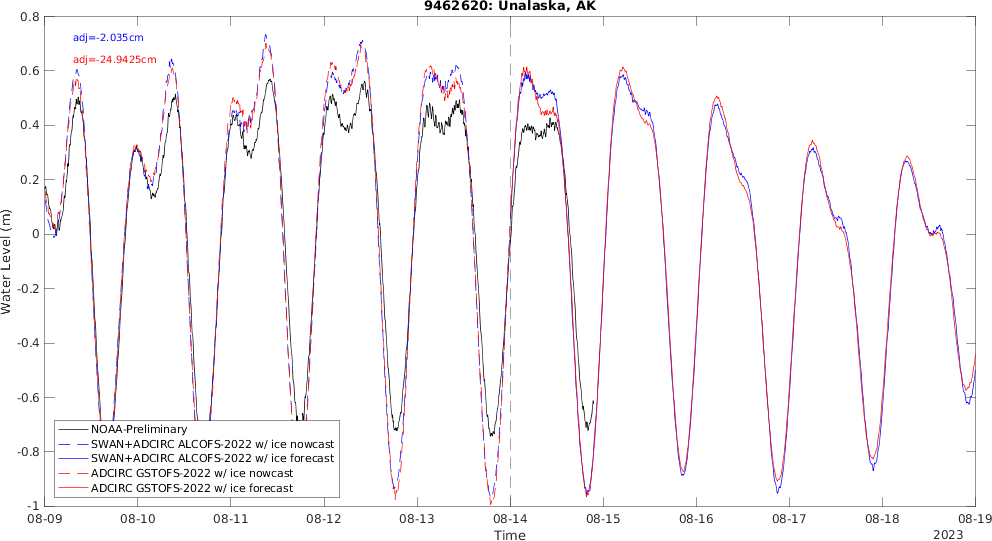 9462620: Unalaska, AK
0.8
0.6
0.4
0.2
0
-0.2
-0.4
-0.6
-0.8
-1
Water Level (m)
adj=-2.035cm
adj=-24.9425cm
NOAA-Preliminary
SWAN+ADCIRC ALCOFS-2022 w/ ice nowcast
SWAN+ADCIRC ALCOFS-2022 w/ ice forecast
ADCIRC GSTOFS-2022 w/ ice nowcast
ADCIRC GSTOFS-2022 w/ ice forecast
08-09 08-10 08-11 08-12 08-13 08-14 08-15 08-16 08-17 08-18 08-19
Time
2023